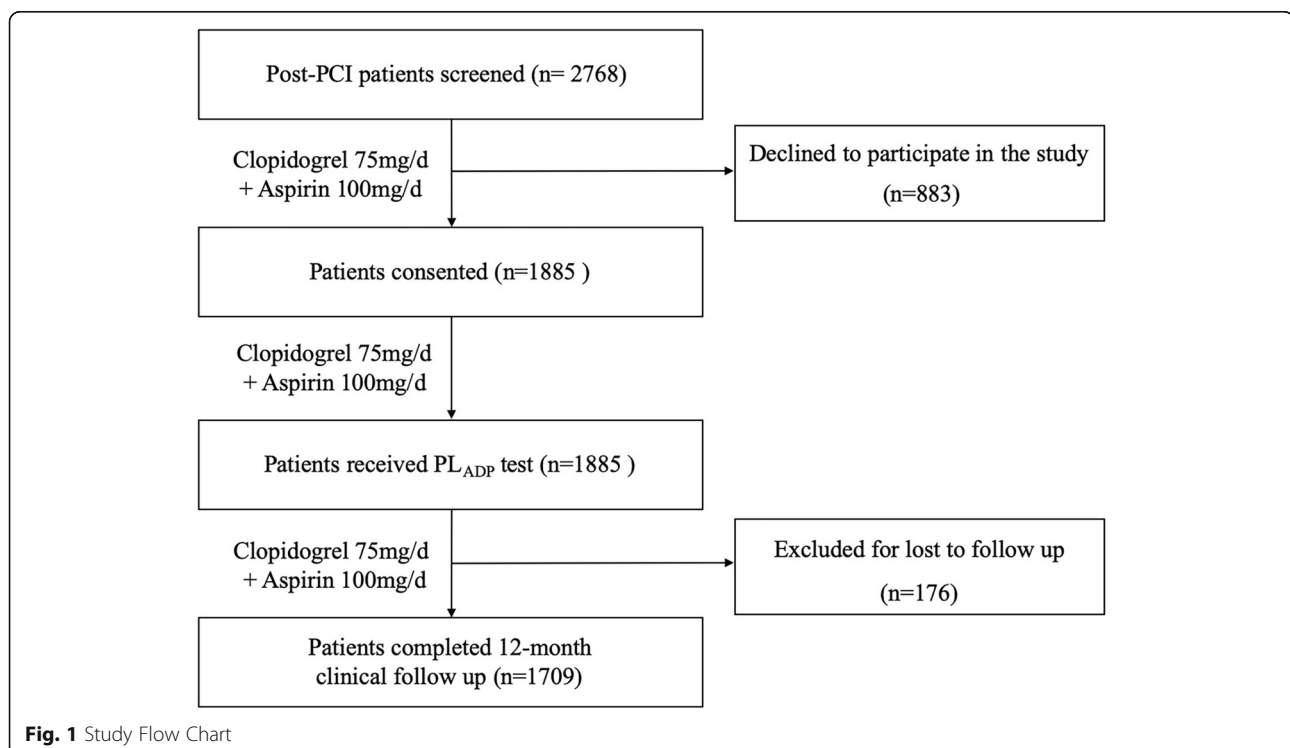 Post-PCI patients screened (n= 2768)
Clopidogrel 75mg/d
+ Aspirin 100mg/d
Declined to participate in the study
(n=883)
Patients consented (n=1885 )
Clopidogrel 75mg/d
+ Aspirin 100mg/d
Patients received PLADP test (n=1885 )
Clopidogrel 75mg/d
+ Aspirin 100mg/d
Excluded for lost to follow up
(n=176)
Patients completed 12-month
clinical follow up (n=1709)
Fig. 1 Study Flow Chart